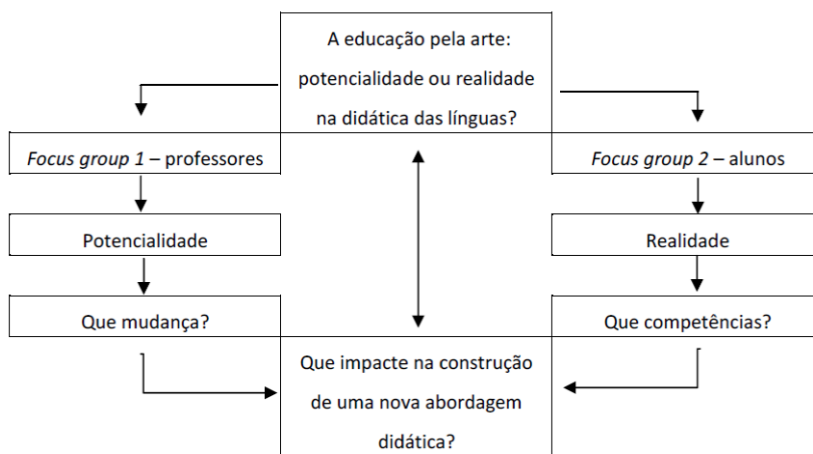 A educação pela arte:
potencialidade ou realidade
na didática das línguas?
Focus group 1 – professores
Focus group 2 – alunos
Potencialidade
Realidade
Que mudança?
Que competências?
Que impacte na construção
de uma nova abordagem
didática?